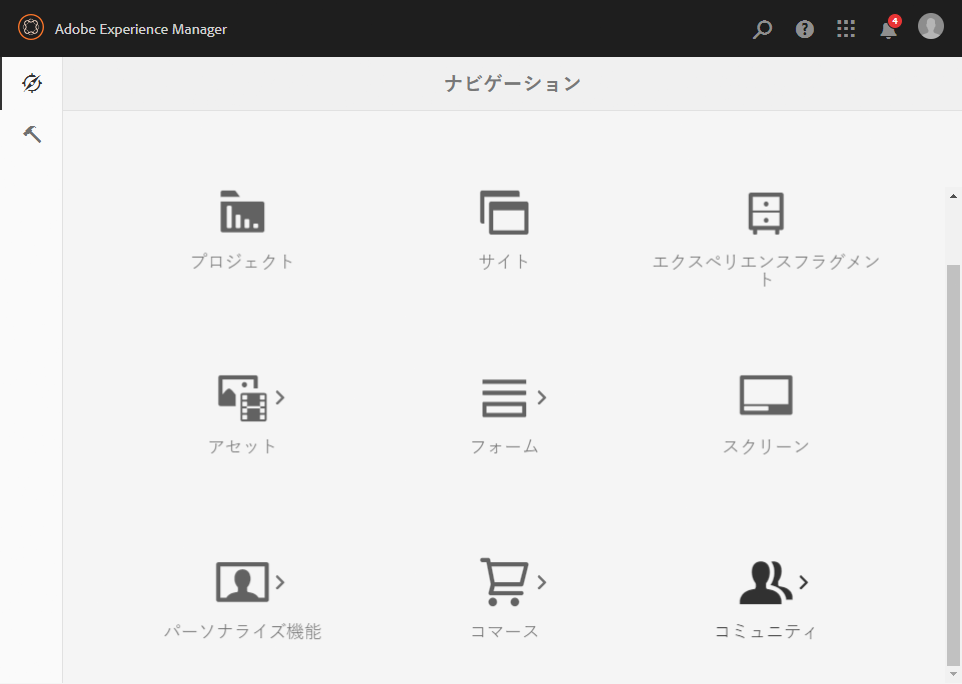 Adobe Experience Manager
4
ナビゲーション
プロジェクト
サイト
エクスペリエンスフラグメン
ト
アセット
フォーム
スクリーン
パーソナライズ機能
コマース
コミュニティ